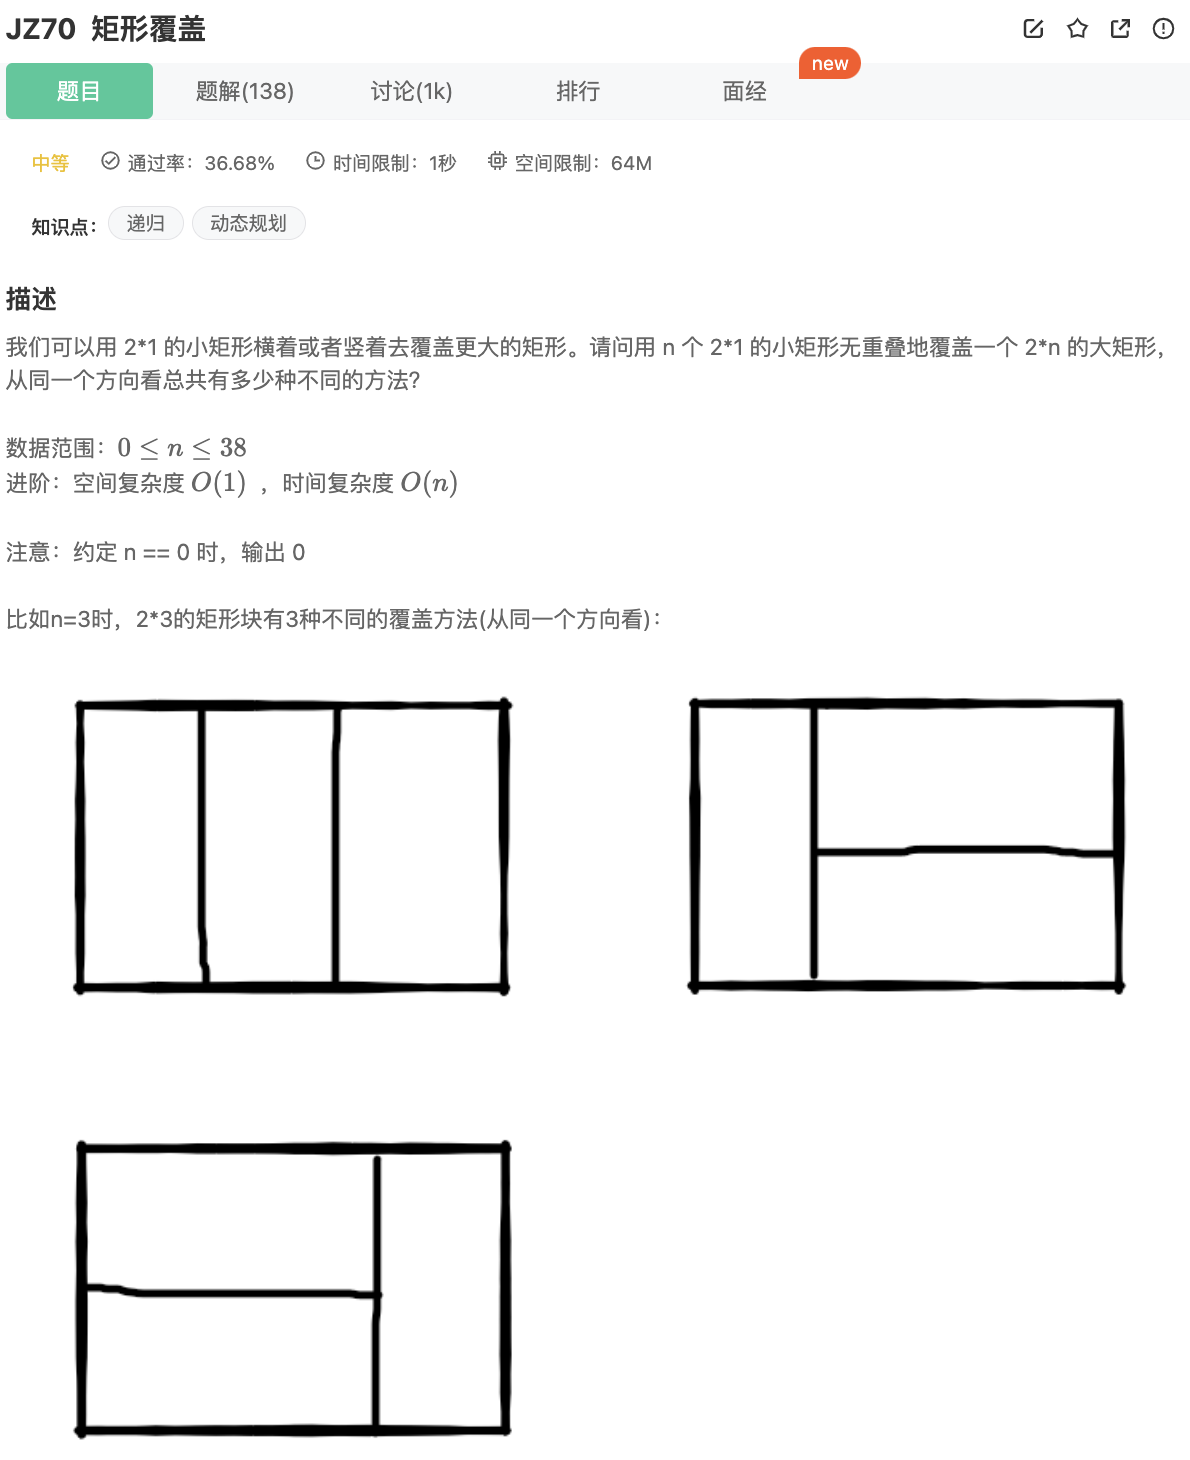 JZ70 矩形覆盖
new
题目 题解(138) 讨论(1k) 排行 面经
中等 通过率：36.68% 时间限制：1秒 空间限制：64M
知识点： 递归 动态规划
描述
我们可以用 2*1 的小矩形横着或者竖着去覆盖更大的矩形。请问用 n 个 2*1 的小矩形无重叠地覆盖一个 2*n 的大矩形，
从同一个方向看总共有多少种不同的方法?
数据范围：0 ≤ n ≤ 38
进阶：空间复杂度 O(1) ，时间复杂度 O(n)
注意：约定 n == 0 时，输出 0
比如n=3时，2*3的矩形块有3种不同的覆盖方法(从同一个方向看)：